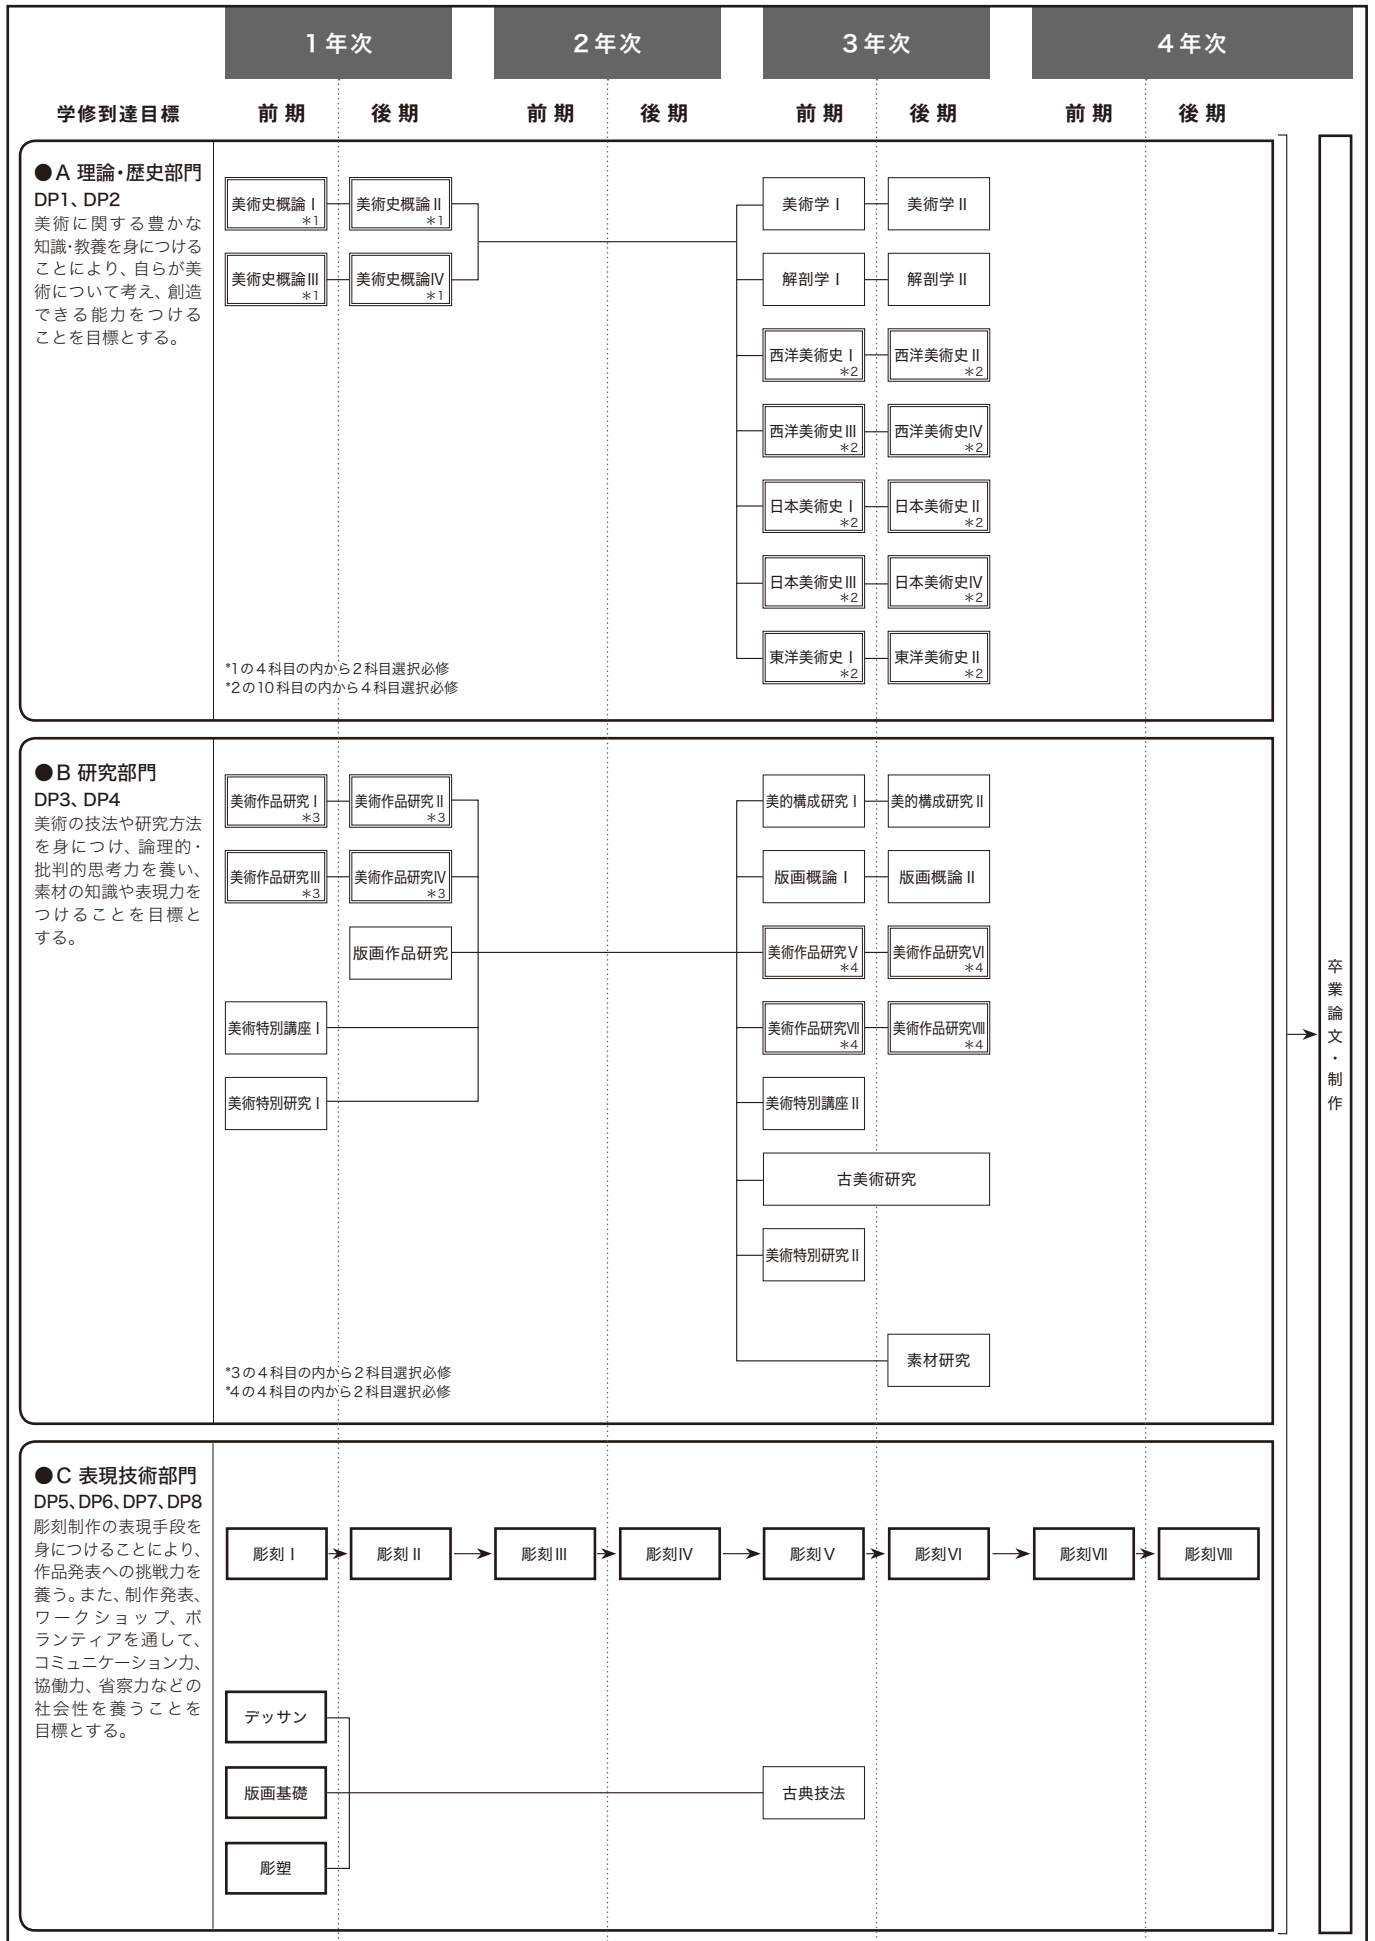 1年次 2年次 3年次 4年次
学修到達目標 前期 後期 前期 後期 前期 後期 前期 後期
●A 理論・歴史部門
DP1、DP2
美術に関する豊かな
知識・教養を身につける
ことにより、自らが美
術について考え、創造
できる能力をつける
ことを目標とする。
美術史概論Ⅰ *1
美術史概論Ⅱ *1
美術史概論Ⅲ *1
美術史概論Ⅳ *1
美術学Ⅰ
美術学Ⅱ
解剖学Ⅰ
解剖学Ⅱ
西洋美術史Ⅰ *2
西洋美術史Ⅱ *2
西洋美術史Ⅲ *2
西洋美術史Ⅳ *2
日本美術史Ⅰ *2
日本美術史Ⅱ *2
日本美術史Ⅲ *2
日本美術史Ⅳ *2
東洋美術史Ⅰ *2
東洋美術史Ⅱ *2
*1の4科目の内から2科目選択必修
*2の10科目の内から4科目選択必修
●B 研究部門
DP3、DP4
美術の技法や研究方法
を身につけ、論理的・
批判的思考力を養い、
素材の知識や表現力を
つけることを目標と
する。
美術作品研究Ⅰ *3
美術作品研究Ⅱ *3
美術作品研究Ⅲ *3
美術作品研究Ⅳ *3
版画作品研究
美術特別講座Ⅰ
美術特別研究Ⅰ
美的構成研究Ⅰ
美的構成研究Ⅱ
版画概論Ⅰ
版画概論Ⅱ
美術作品研究Ⅴ *4
美術作品研究Ⅵ *4
美術作品研究Ⅶ *4
美術作品研究Ⅷ *4
美術特別講座Ⅱ
古美術研究
美術特別研究Ⅱ
素材研究
*3の4科目の内から2科目選択必修
*4の4科目の内から2科目選択必修
●C 表現技術部門
DP5、DP6、DP7、DP8
彫刻制作の表現手段を
身につけることにより、
作品発表への挑戦力を
養う。また、制作発表、
ワークショップ、ボ
ランティアを通して、
コミュニケーション力、
協働力、省察力などの
社会性を養うことを
目標とする。
彫刻Ⅰ
彫刻Ⅱ
彫刻Ⅲ
彫刻Ⅳ
彫刻Ⅴ
彫刻Ⅵ
彫刻Ⅶ
彫刻Ⅷ
デッサン
版画基礎
彫塑
古典技法
卒業論文・制作